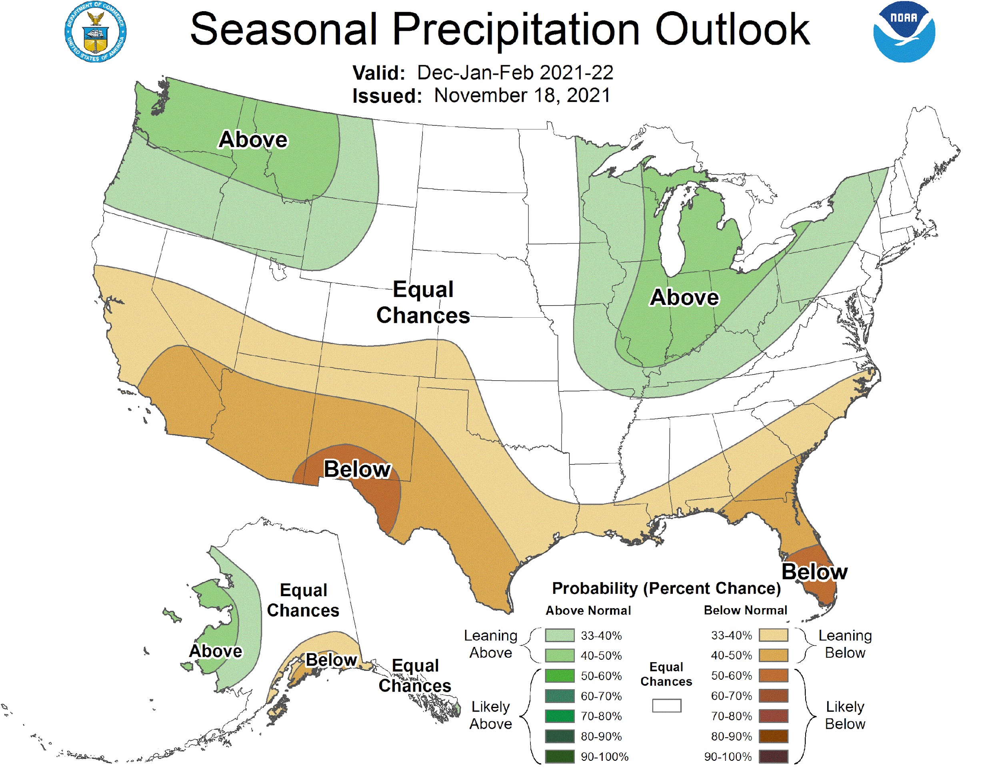 DEPARTMENT OF COMMERCE
UNITED STATES OF AMERICA
Seasonal Precipitation Outlook
NOAA
Valid: Dec-Jan-Feb 2021-22
Issued: November 18, 2021
Above
Equal
Chances
Above
Below
Below
Equal
Chances
Above
Below
Equal
Chances
Probability (Percent Chance)
Above Normal
Below Normal
Leaning
Above
33-40%
40-50%
Likely
Above
50-60%
60-70%
70-80%
80-90%
90-100%
Equal
Chances
33-40%
40-50%
Leaning
Below
50-60%
60-70%
70-80%
80-90%
90-100%
Likely
Below